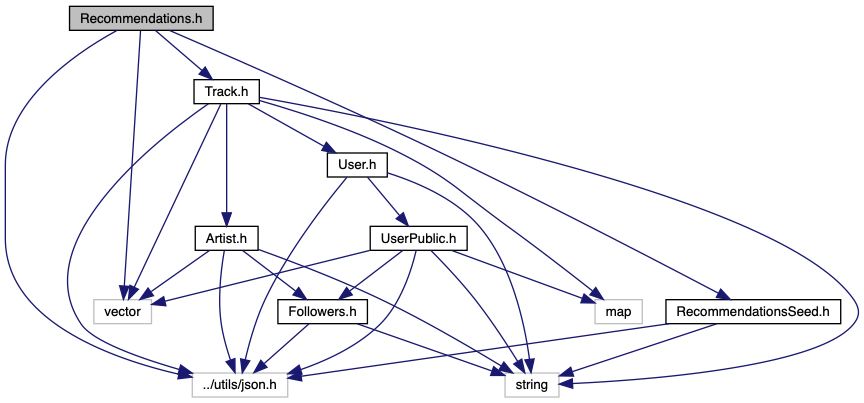 Recommendations.h
Track.h
User.h
Artist.h
UserPublic.h
vector
Followers.h
map
RecommendationsSeed.h
../utils/json.h
string